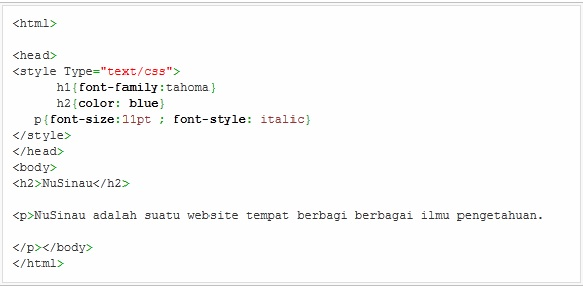 <html>
<head>
<style Type="text/css">
h1{font-family:tahoma}
h2{color: blue}
p{font-size:11pt ; font-style: italic}
</style>
</head>
<body>
<h2>NuSinau</h2>
<p>NuSinau adalah suatu website tempat berbagi berbagai ilmu pengetahuan.
</p></body>
</html>